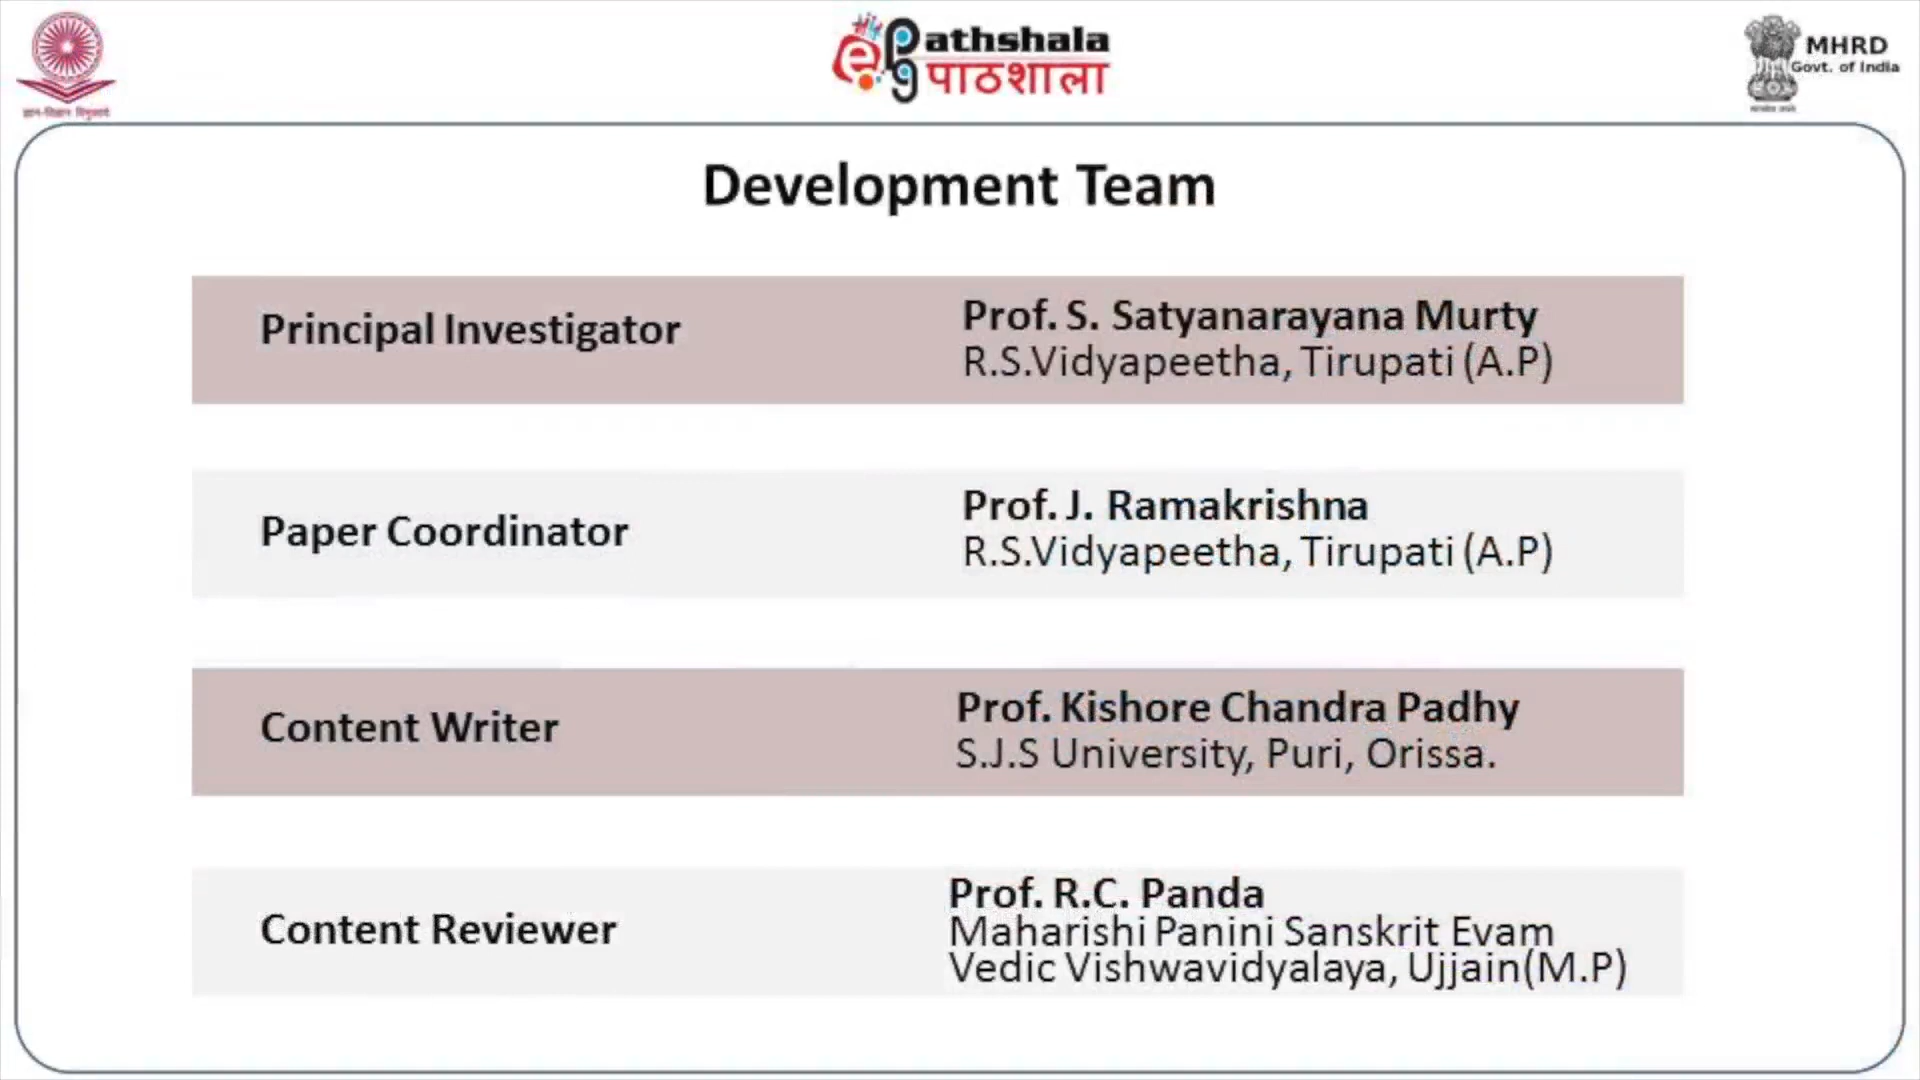 ज्ञान-विज्ञान विमुक्तये
ePathshala
पाठशाला
MHRD
Govt. of India
Development Team
Principal Investigator
Prof. S. Satyanarayana Murty
R.S.Vidyapeetha, Tirupati (A.P)
Paper Coordinator
Prof. J. Ramakrishna
R.S.Vidyapeetha, Tirupati (A.P)
Content Writer
Prof. Kishore Chandra Padhy
S.J.S University, Puri, Orissa.
Content Reviewer
Prof. R.C. Panda
Maharishi Panini Sanskrit Evam
Vedic Vishwavidyalaya, Ujjain(M.P)